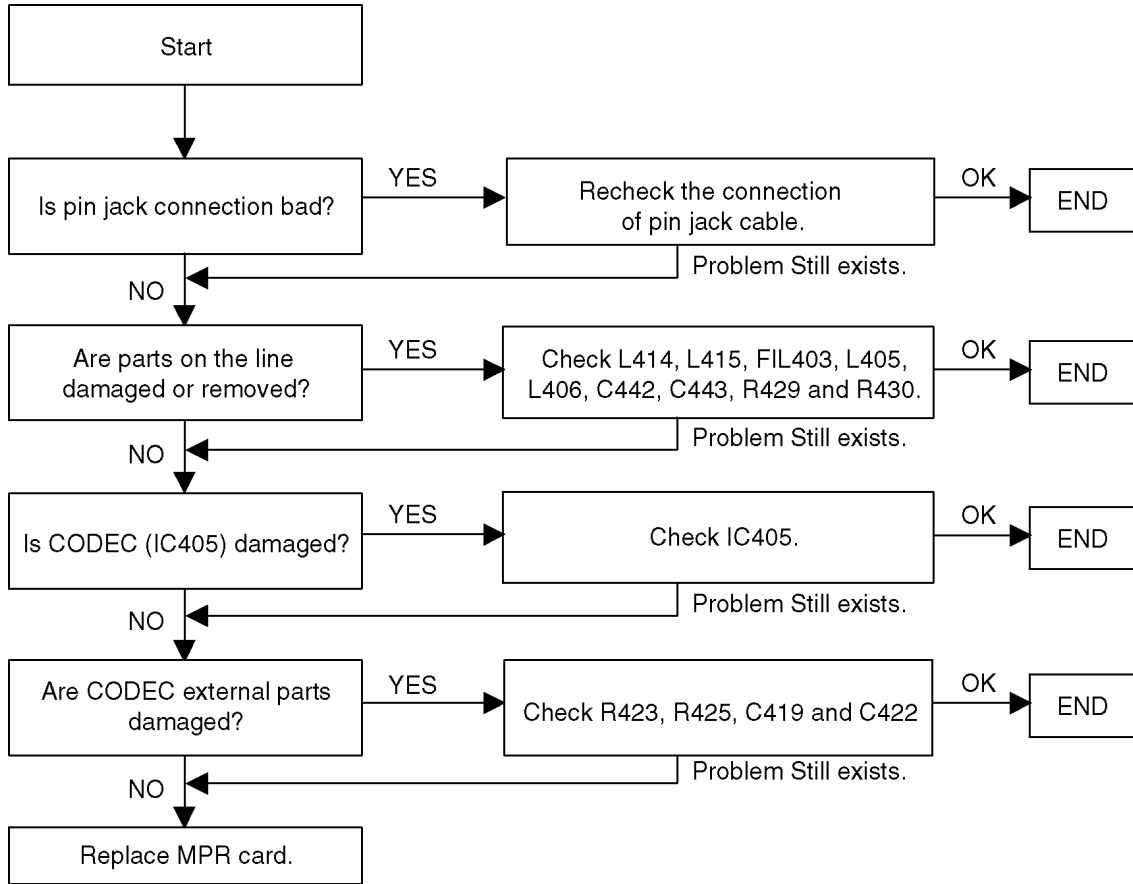 Start
Is pin jack connection bad?
YES
Recheck the connection
of pin jack cable.
OK
END
Problem Still exists.
NO
Are parts on the line
damaged or removed?
YES
Check L414, L415, FIL403, L405,
L406, C442, C443, R429 and R430.
OK
END
Problem Still exists.
NO
Is CODEC (IC405) damaged?
YES
Check IC405.
OK
END
Problem Still exists.
NO
Are CODEC external parts
damaged?
YES
Check R423, R425, C419 and C422
OK
END
Problem Still exists.
NO
Replace MPR card.